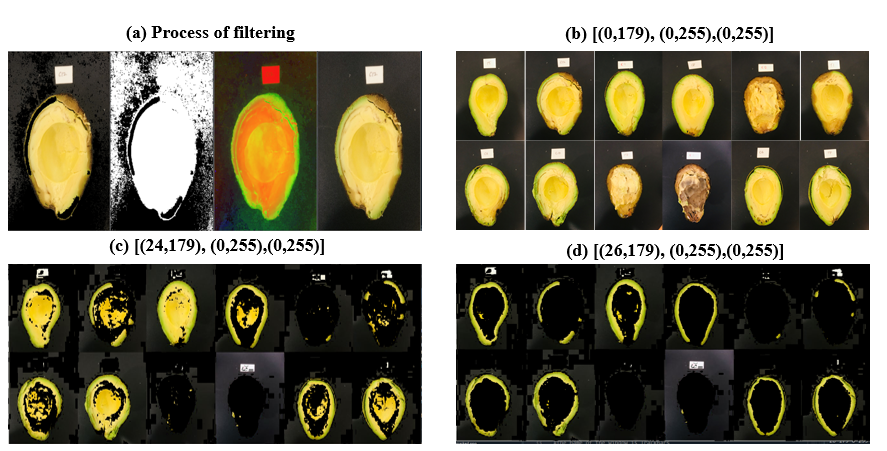 (a) Process of filtering
(b) [(0,179), (0,255),(0,255)]
(c) [(24,179), (0,255),(0,255)]
(d) [(26,179), (0,255),(0,255)]